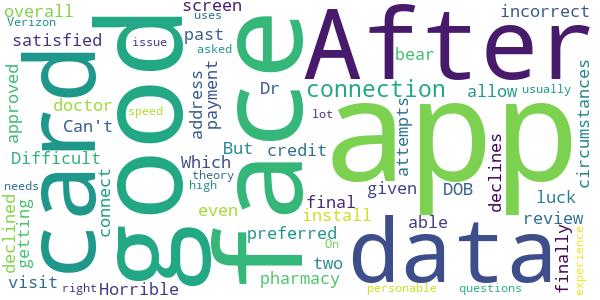 overall
Verizon
satisfied
approved
card
doctor
Can't
Difficult
needs
declined
getting
connect
visit
right
Horrible
good
screen
uses
past
issue
asked
address
payment
speed
Dr
But
credit
Which
theory
high
even
preferred
On
pharmacy
face
After
incorrect
bear
connection
allow
usually
circumstances
lot
attempts
app
final
given
DOB
declines
luck
install
able
review
two
data
finally
experience
personable
questions